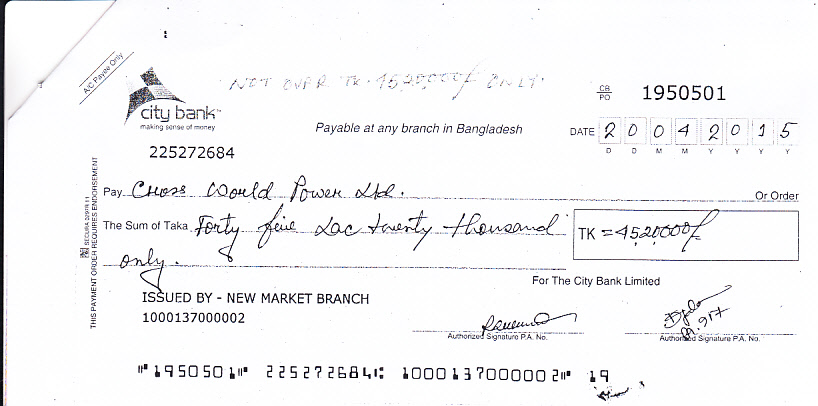 A/C Payee Only
NOT OVER TK. 45,20,000/= ONLY.
city bank
making sense of money
CB
PO
1950501
Payable at any branch in Bangladesh
DATE 2 0 0 4 2 0 1 5
D D M M Y Y Y Y
225272684
Pay Cross World Power Ltd. Or Order
The Sum of Taka Forty five Lac twenty thousand
TK =45,20,000/=
only.
For The City Bank Limited
ISSUED BY - NEW MARKET BRANCH
1000137000002
Authorized Signature P.A. No.
Authorized Signature P.A. No.
THIS PAYMENT ORDER REQUIRES ENDORSEMENT
⑈1950501⑈ 225272684⑆ 1000137000002⑈ 19